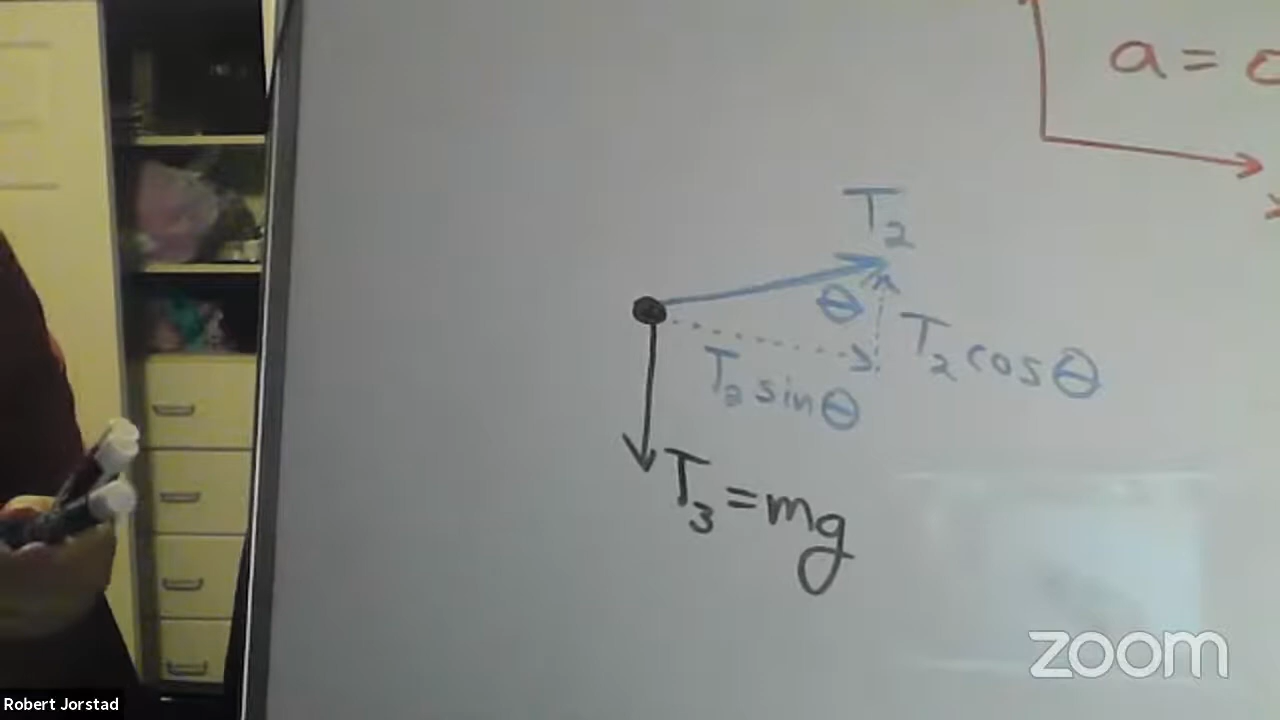 a =
T₂
θ
T₂ cos θ
T₂ sin θ
T₃ = mg
zoom
Robert Jorstad